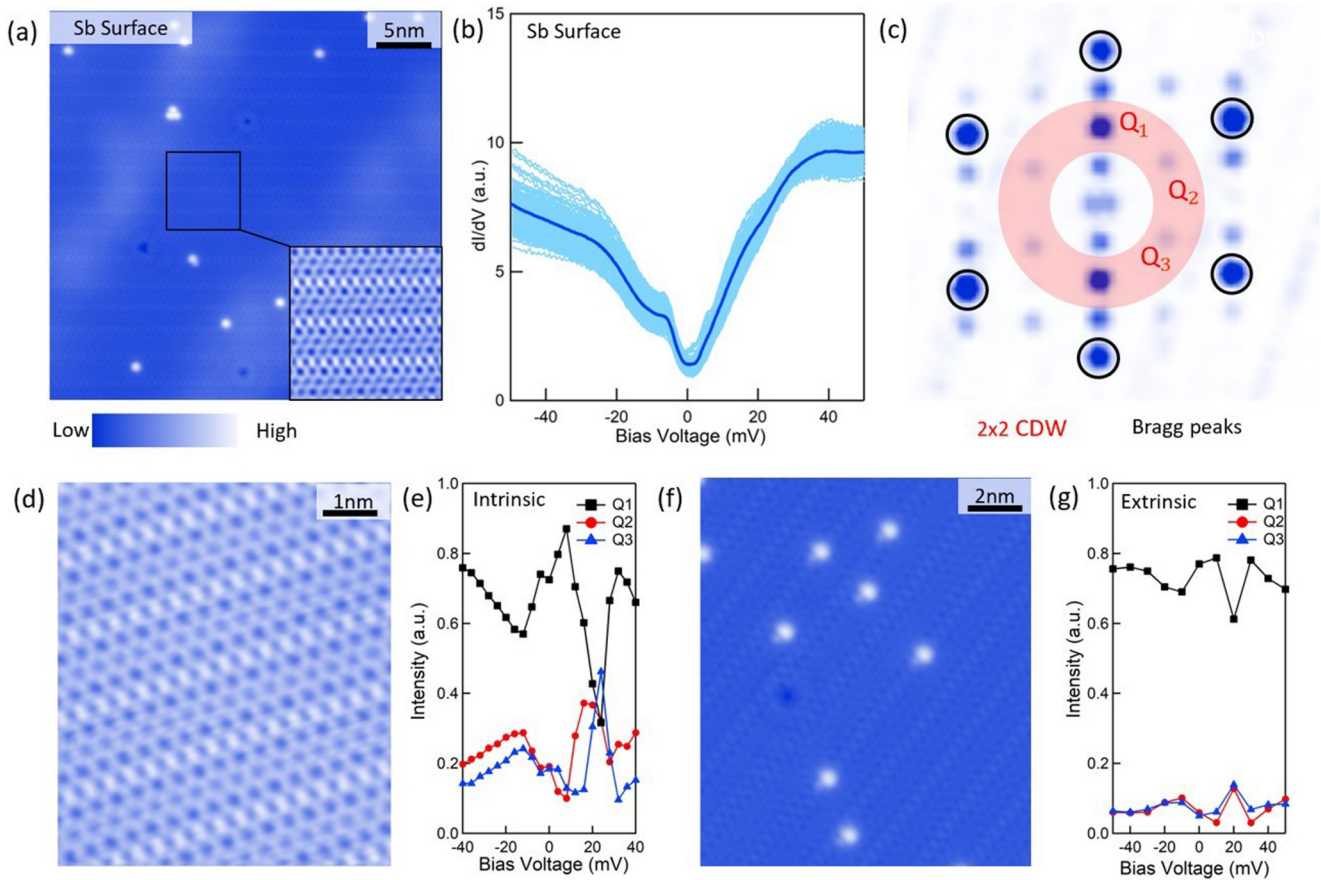 (a)
Sb Surface
5nm
Low
High
(b)
Sb Surface
15
10
5
0
dI/dV (a.u.)
-40
-20
0
20
40
Bias Voltage (mV)
(c)
Q1
Q2
Q3
2x2 CDW
Bragg peaks
(d)
1nm
(e)
Intrinsic
Q1
Q2
Q3
1.0
0.8
0.6
0.4
0.2
0.0
Intensity (a.u.)
-40
-20
0
20
40
Bias Voltage (mV)
(f)
2nm
(g)
Extrinsic
Q1
Q2
Q3
1.0
0.8
0.6
0.4
0.2
0.0
Intensity (a.u.)
-40
-20
0
20
40
Bias Voltage (mV)